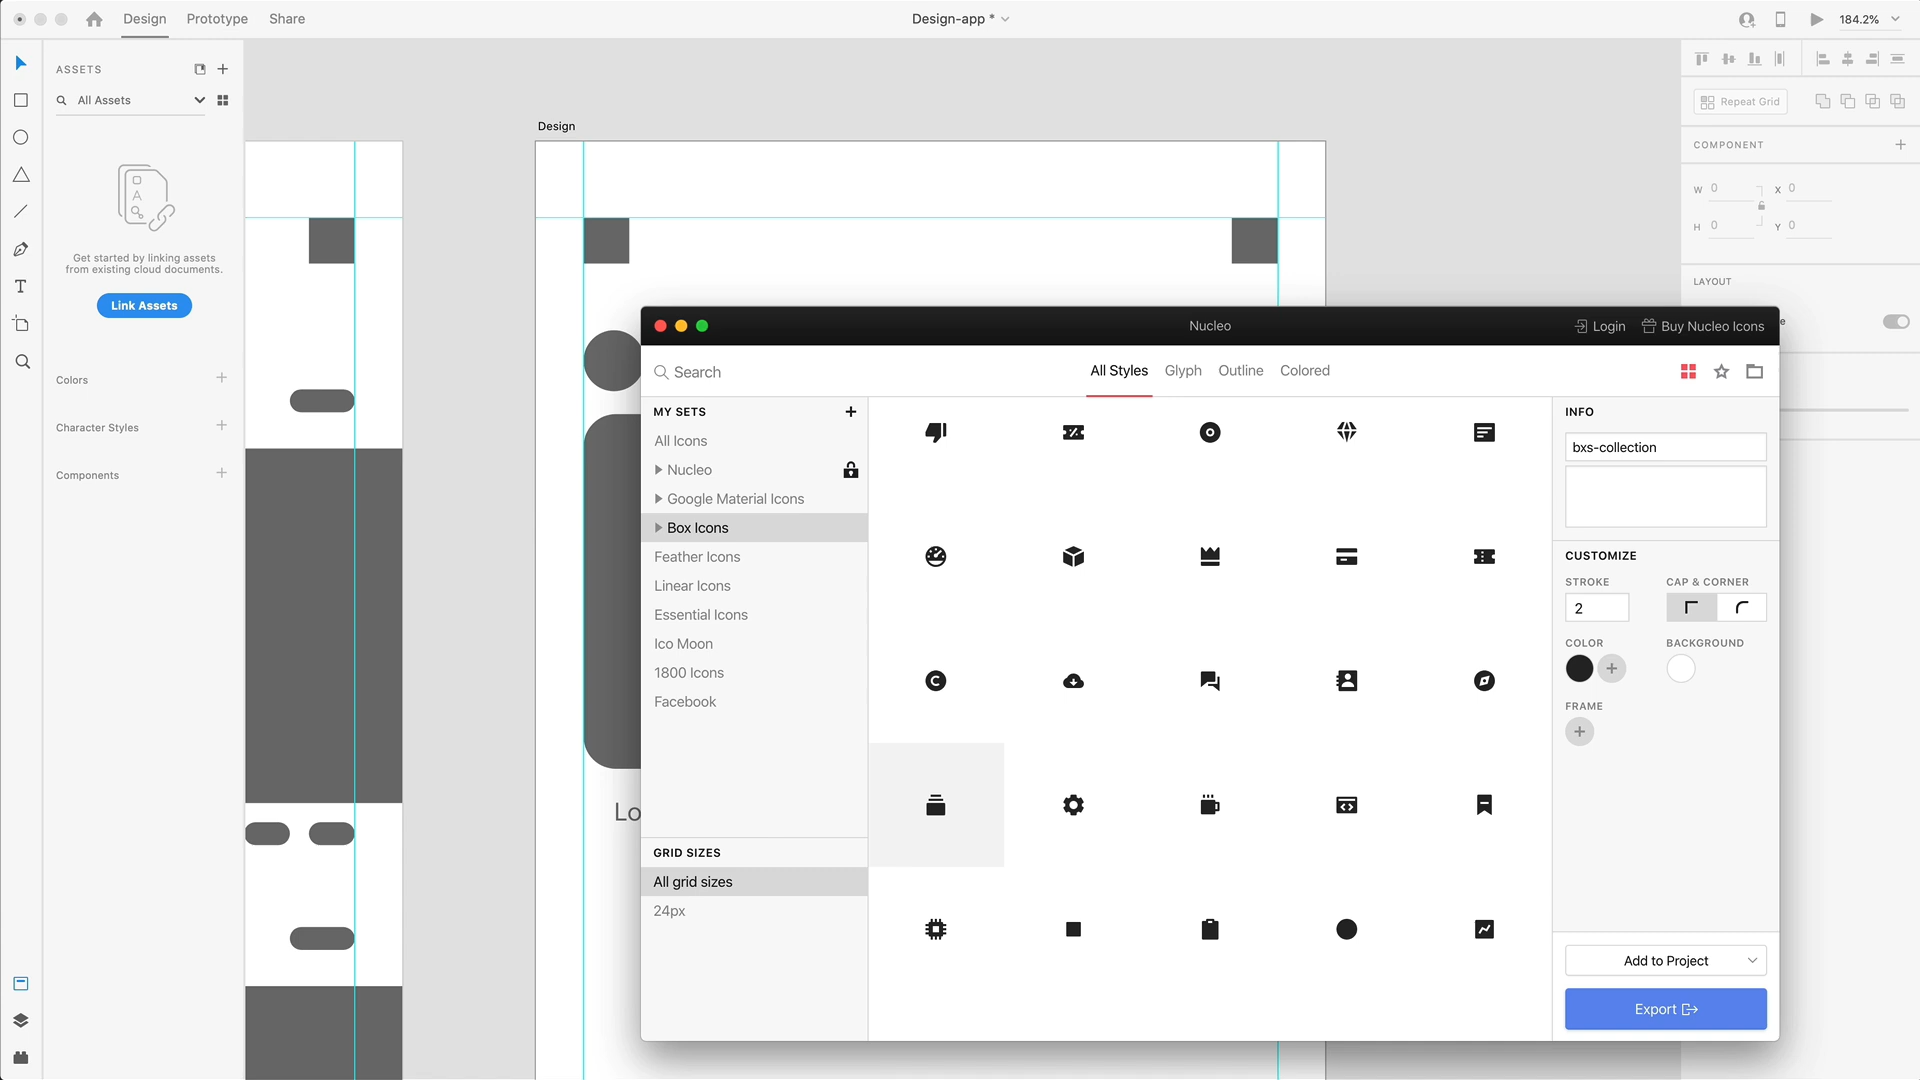 Design
Prototype
Share
Design-app *
184.2%
ASSETS
All Assets
A
Get started by linking assets
from existing cloud documents.
Link Assets
Colors
Character Styles
Components
Design
Lo
Repeat Grid
COMPONENT
W 0
X 0
H 0
Y 0
LAYOUT
e
Nucleo
Login
Buy Nucleo Icons
Search
All Styles
Glyph
Outline
Colored
MY SETS
All Icons
Nucleo
Google Material Icons
Box Icons
Feather Icons
Linear Icons
Essential Icons
Ico Moon
1800 Icons
Facebook
GRID SIZES
All grid sizes
24px
INFO
bxs-collection
CUSTOMIZE
STROKE
CAP & CORNER
2
COLOR
BACKGROUND
FRAME
Add to Project
Export